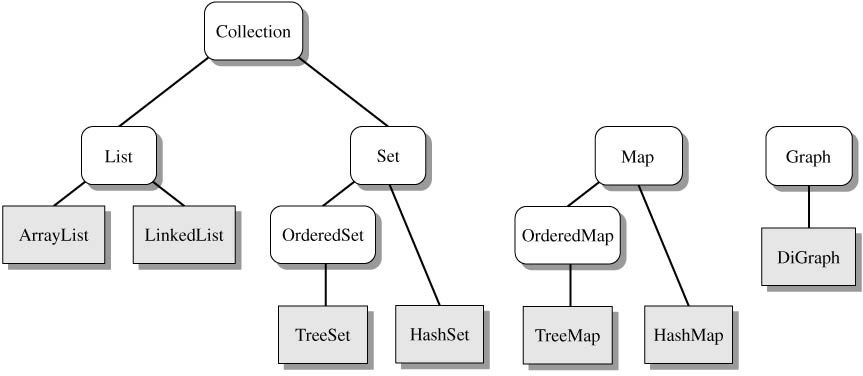 Collection
List
Set
Map
Graph
ArrayList
LinkedList
OrderedSet
OrderedMap
DiGraph
TreeSet
HashSet
TreeMap
HashMap